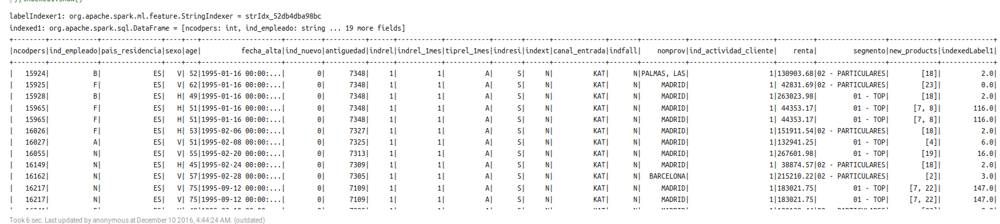 //indexed1.show()
labelIndexer1: org.apache.spark.ml.feature.StringIndexer = strIdx_52db4dba98bc
indexed1: org.apache.spark.sql.DataFrame = [ncodpers: int, ind_empleado: string ... 19 more fields]
+--------+------------+---------------+----+---+--------------------+---------+----------+------+-----------+-----------+-------+------+-------------+-------+----------+---------------------+---------+------------------+------------+-------------+
|ncodpers|ind_empleado|pais_residencia|sexo|age|          fecha_alta|ind_nuevo|antiguedad|indrel|indrel_1mes|tiprel_1mes|indresi|indext|canal_entrada|indfall|   nomprov|ind_actividad_cliente|    renta|          segmento|new_products|indexedLabel1|
+--------+------------+---------------+----+---+--------------------+---------+----------+------+-----------+-----------+-------+------+-------------+-------+----------+---------------------+---------+------------------+------------+-------------+
|   15924|           B|             ES|   V| 52|1995-01-16 00:00:...|        0|      7348|     1|          1|          A|      S|     N|          KAT|      N|PALMAS, LAS|                    1|130903.68|02 - PARTICULARES|        [18]|          2.0|
|   15925|           F|             ES|   V| 62|1995-01-16 00:00:...|        0|      7348|     1|          1|          A|      S|     N|          KAT|      N|    MADRID|                    1| 42831.69|02 - PARTICULARES|        [23]|          0.0|
|   15928|           B|             ES|   H| 49|1995-01-16 00:00:...|        0|      7348|     1|          1|          A|      S|     N|          KAT|      N|    MADRID|                    1|263023.98|          01 - TOP|        [18]|          2.0|
|   15965|           F|             ES|   H| 51|1995-01-16 00:00:...|        0|      7348|     1|          1|          A|      S|     N|          KAT|      N|    MADRID|                    1| 44353.17|          01 - TOP|      [7, 8]|        116.0|
|   15965|           F|             ES|   H| 51|1995-01-16 00:00:...|        0|      7348|     1|          1|          A|      S|     N|          KAT|      N|    MADRID|                    1| 44353.17|          01 - TOP|      [7, 8]|        116.0|
|   16026|           F|             ES|   H| 53|1995-02-06 00:00:...|        0|      7327|     1|          1|          A|      S|     N|          KAT|      N|    MADRID|                    1|151911.54|02 - PARTICULARES|        [18]|          2.0|
|   16027|           A|             ES|   V| 51|1995-02-08 00:00:...|        0|      7325|     1|          1|          A|      S|     N|          KAT|      N|    MADRID|                    1|132941.25|          01 - TOP|         [4]|          6.0|
|   16055|           N|             ES|   V| 55|1995-02-20 00:00:...|        0|      7313|     1|          1|          A|      S|     N|          KAT|      N|    MADRID|                    1|267601.98|          01 - TOP|        [19]|         16.0|
|   16149|           N|             ES|   H| 45|1995-02-24 00:00:...|        0|      7309|     1|          1|          A|      S|     N|          KAT|      N|    MADRID|                    1| 38874.57|02 - PARTICULARES|        [18]|          2.0|
|   16162|           N|             ES|   V| 57|1995-02-28 00:00:...|        0|      7305|     1|          1|          A|      S|     N|          KAT|      N| BARCELONA|                    1|215210.22|02 - PARTICULARES|         [2]|          3.0|
|   16217|           N|             ES|   V| 75|1995-09-12 00:00:...|        0|      7109|     1|          1|          A|      S|     N|          KAT|      N|    MADRID|                    1|183021.75|          01 - TOP|     [7, 22]|        147.0|
|   16217|           N|             ES|   V| 75|1995-09-12 00:00:...|        0|      7109|     1|          1|          A|      S|     N|          KAT|      N|    MADRID|                    1|183021.75|          01 - TOP|     [7, 22]|        147.0|
Took 6 sec. Last updated by anonymous at December 10 2016, 4:44:24 AM. (outdated)